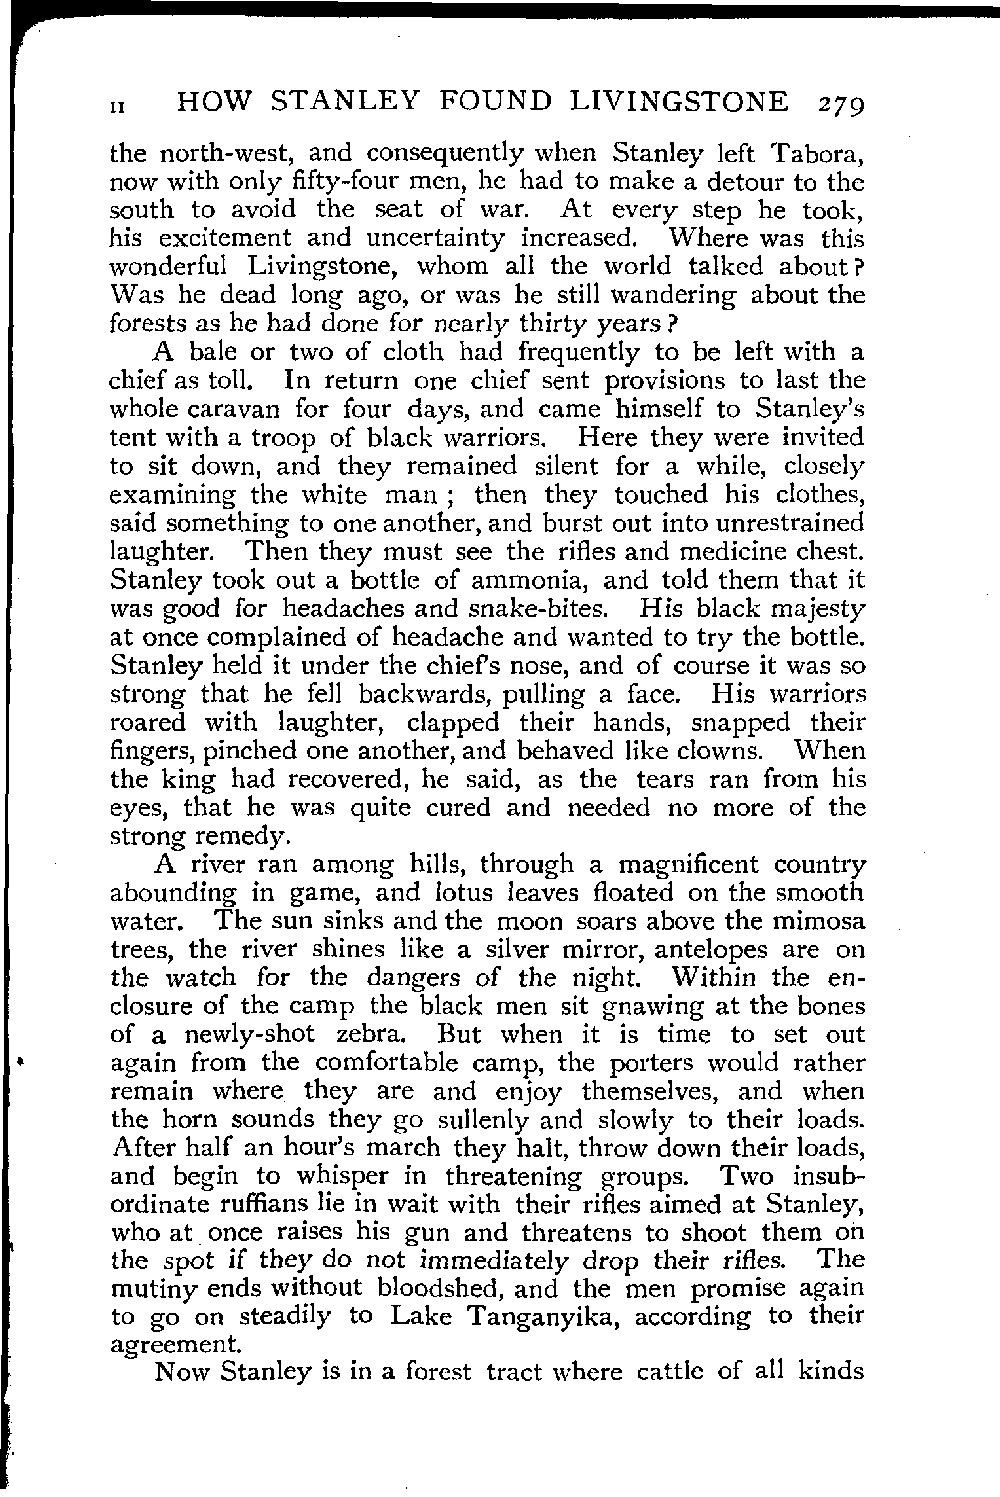 II HOW STANLEY FOUND LIVINGSTONE 279
the north-west, and consequently when Stanley left Tabora,
now with only fifty-four men, he had to make a detour to the
south to avoid the seat of war. At every step he took,
his excitement and uncertainty increased. Where was this
wonderful Livingstone, whom all the world talked about?
Was he dead long ago, or was he still wandering about the
forests as he had done for nearly thirty years?
A bale or two of cloth had frequently to be left with a
chief as toll. In return one chief sent provisions to last the
whole caravan for four days, and came himself to Stanley's
tent with a troop of black warriors. Here they were invited
to sit down, and they remained silent for a while, closely
examining the white man; then they touched his clothes,
said something to one another, and burst out into unrestrained
laughter. Then they must see the rifles and medicine chest.
Stanley took out a bottle of ammonia, and told them that it
was good for headaches and snake-bites. His black majesty
at once complained of headache and wanted to try the bottle.
Stanley held it under the chief's nose, and of course it was so
strong that he fell backwards, pulling a face. His warriors
roared with laughter, clapped their hands, snapped their
fingers, pinched one another, and behaved like clowns. When
the king had recovered, he said, as the tears ran from his
eyes, that he was quite cured and needed no more of the
strong remedy.
A river ran among hills, through a magnificent country
abounding in game, and lotus leaves floated on the smooth
water. The sun sinks and the moon soars above the mimosa
trees, the river shines like a silver mirror, antelopes are on
the watch for the dangers of the night. Within the en-
closure of the camp the black men sit gnawing at the bones
of a newly-shot zebra. But when it is time to set out
again from the comfortable camp, the porters would rather
remain where they are and enjoy themselves, and when
the horn sounds they go sullenly and slowly to their loads.
After half an hour's march they halt, throw down their loads,
and begin to whisper in threatening groups. Two insub-
ordinate ruffians lie in wait with their rifles aimed at Stanley,
who at once raises his gun and threatens to shoot them on
the spot if they do not immediately drop their rifles. The
mutiny ends without bloodshed, and the men promise again
to go on steadily to Lake Tanganyika, according to their
agreement.
Now Stanley is in a forest tract where cattle of all kinds